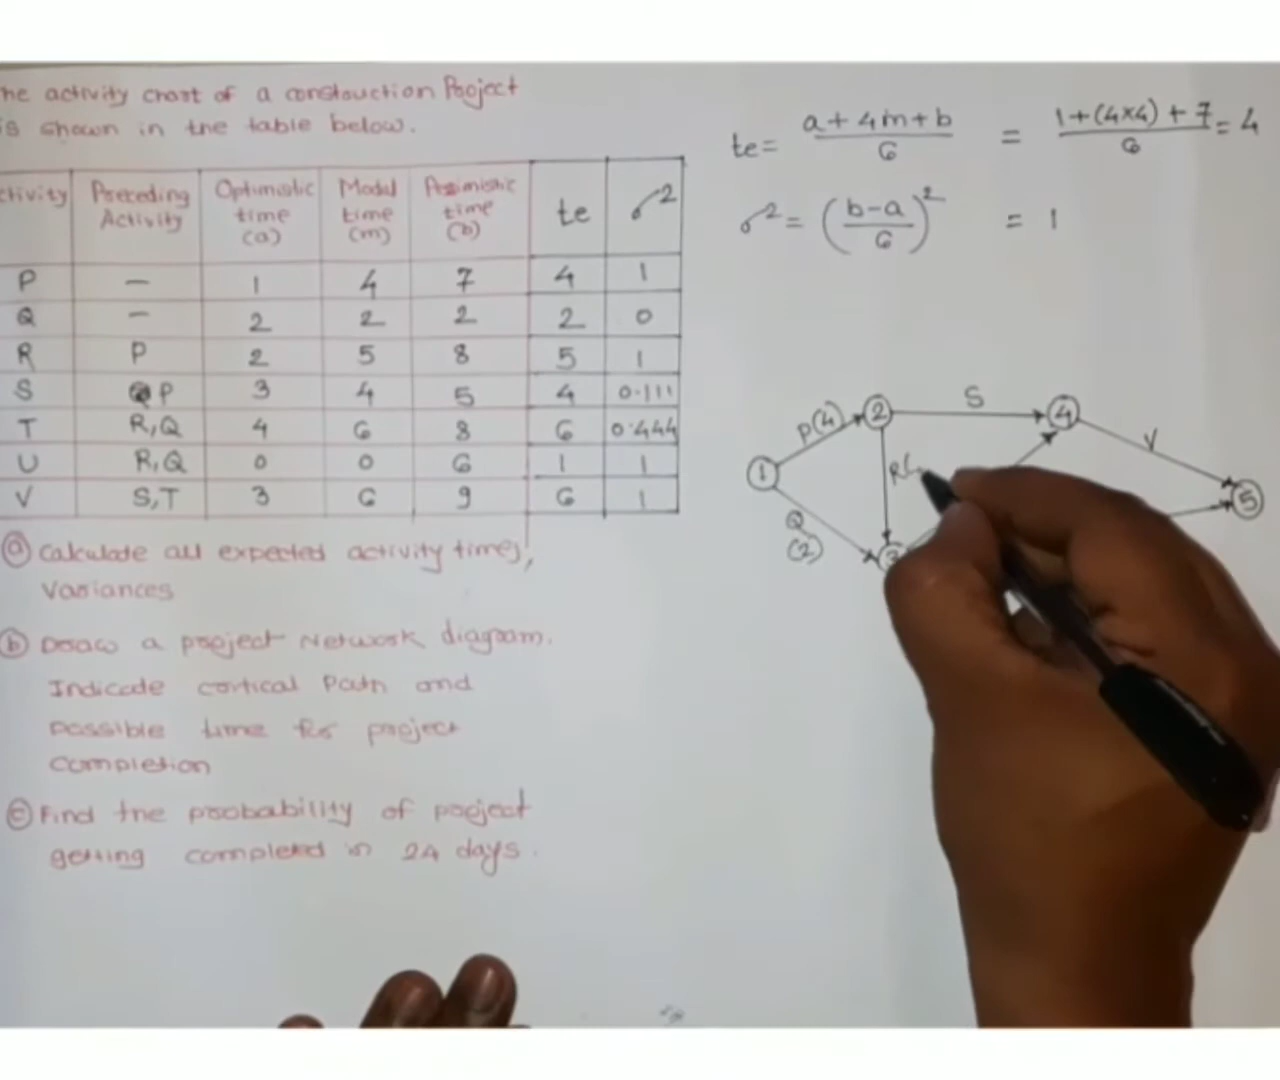 he activity chart of a construction Project
is shown in the table below.
ctivity Preceding Activity Optimistic time (a) Modal time (m) Pessimistic time (b) te σ²
P — 1 4 7 4 1
Q — 2 2 2 2 0
R P 2 5 8 5 1
S P 3 4 5 4 0.111
T R,Q 4 6 8 6 0.444
U R,Q 0 0 6 1 1
V S,T 3 6 9 6 1
(a) Calculate all expected activity times,
Variances
(b) Draw a project Network diagram.
Indicate cortical Path and
possible time for project
completion
(c) Find the probability of project
getting completed in 24 days.
te = (a+4m+b)/6 = (1+(4×4)+7)/6 = 4
σ² = ((b-a)/6)² = 1
1 P(4) 2 S 4 V 5
R(
Q (2) 3